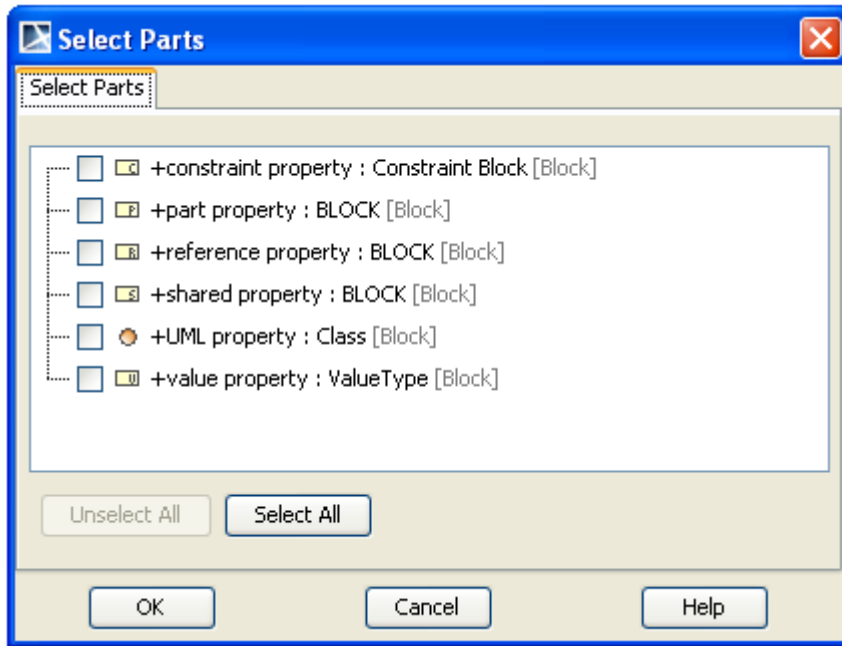 Select Parts
Select Parts
C +constraint property : Constraint Block [Block]
P +part property : BLOCK [Block]
R +reference property : BLOCK [Block]
S +shared property : BLOCK [Block]
+UML property : Class [Block]
V +value property : ValueType [Block]
Unselect All Select All
OK Cancel Help